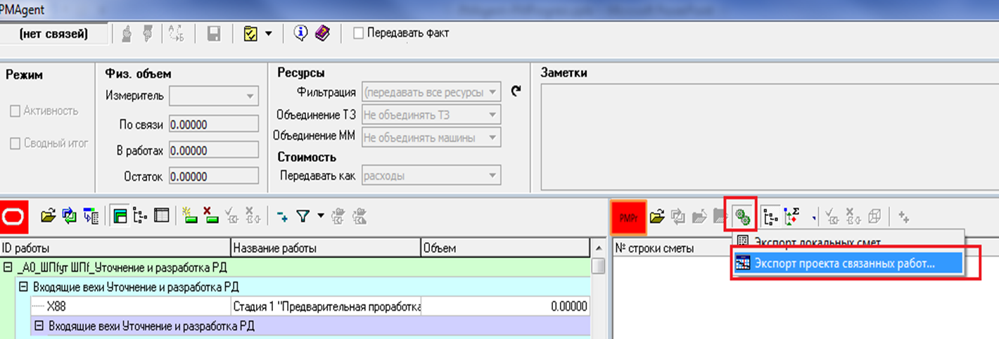 PMAgent
(нет связей) Передавать факт
Режим
Активность
Сводный итог
Физ. объем
Измеритель
По связи 0.00000
В работах 0.00000
Остаток 0.00000
Ресурсы
Фильтрация (передавать все ресурсы
Объединение ТЗ Не объединять ТЗ
Объединение ММ Не объединять машины
Стоимость
Передавать как расходы
Заметки
PMPr
ID работы Название работы Объем
_А0_ШПfyr ШПf_Уточнение и разработка РД
Входящие вехи Уточнение и разработка РД
X88 Стадия 1 "Предварительная проработка 0.00000
Входящие вехи Уточнение и разработка РД
№ строки сметы
Экспорт локальных смет
Экспорт проекта связанных работ...